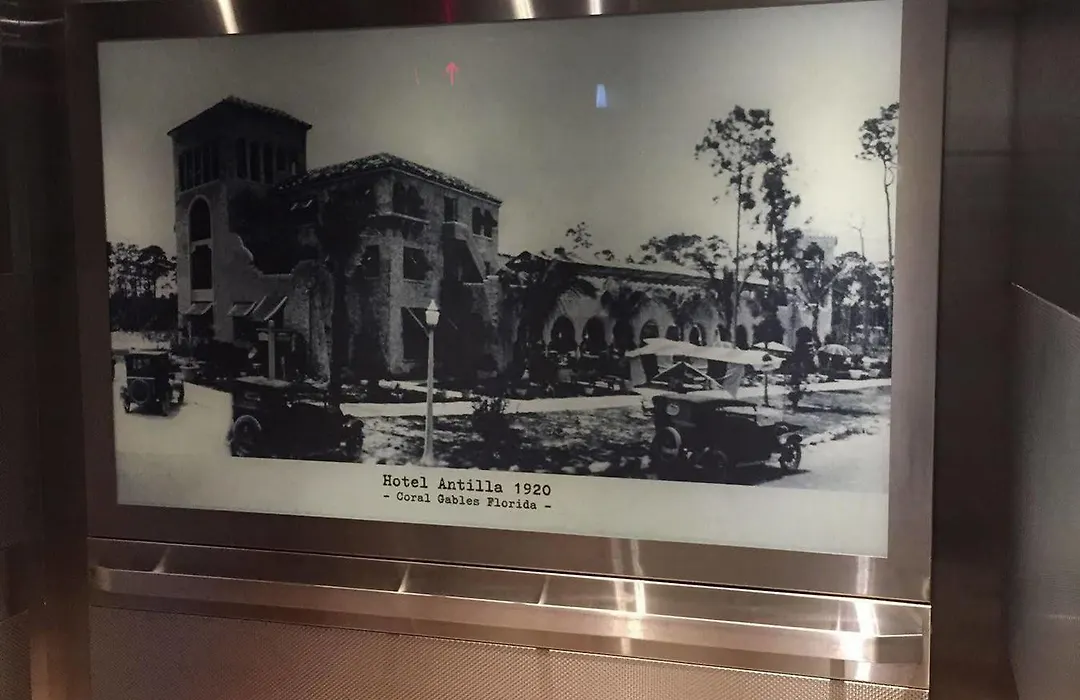 Hotel Antilla 1920
- Coral Gables Florida -